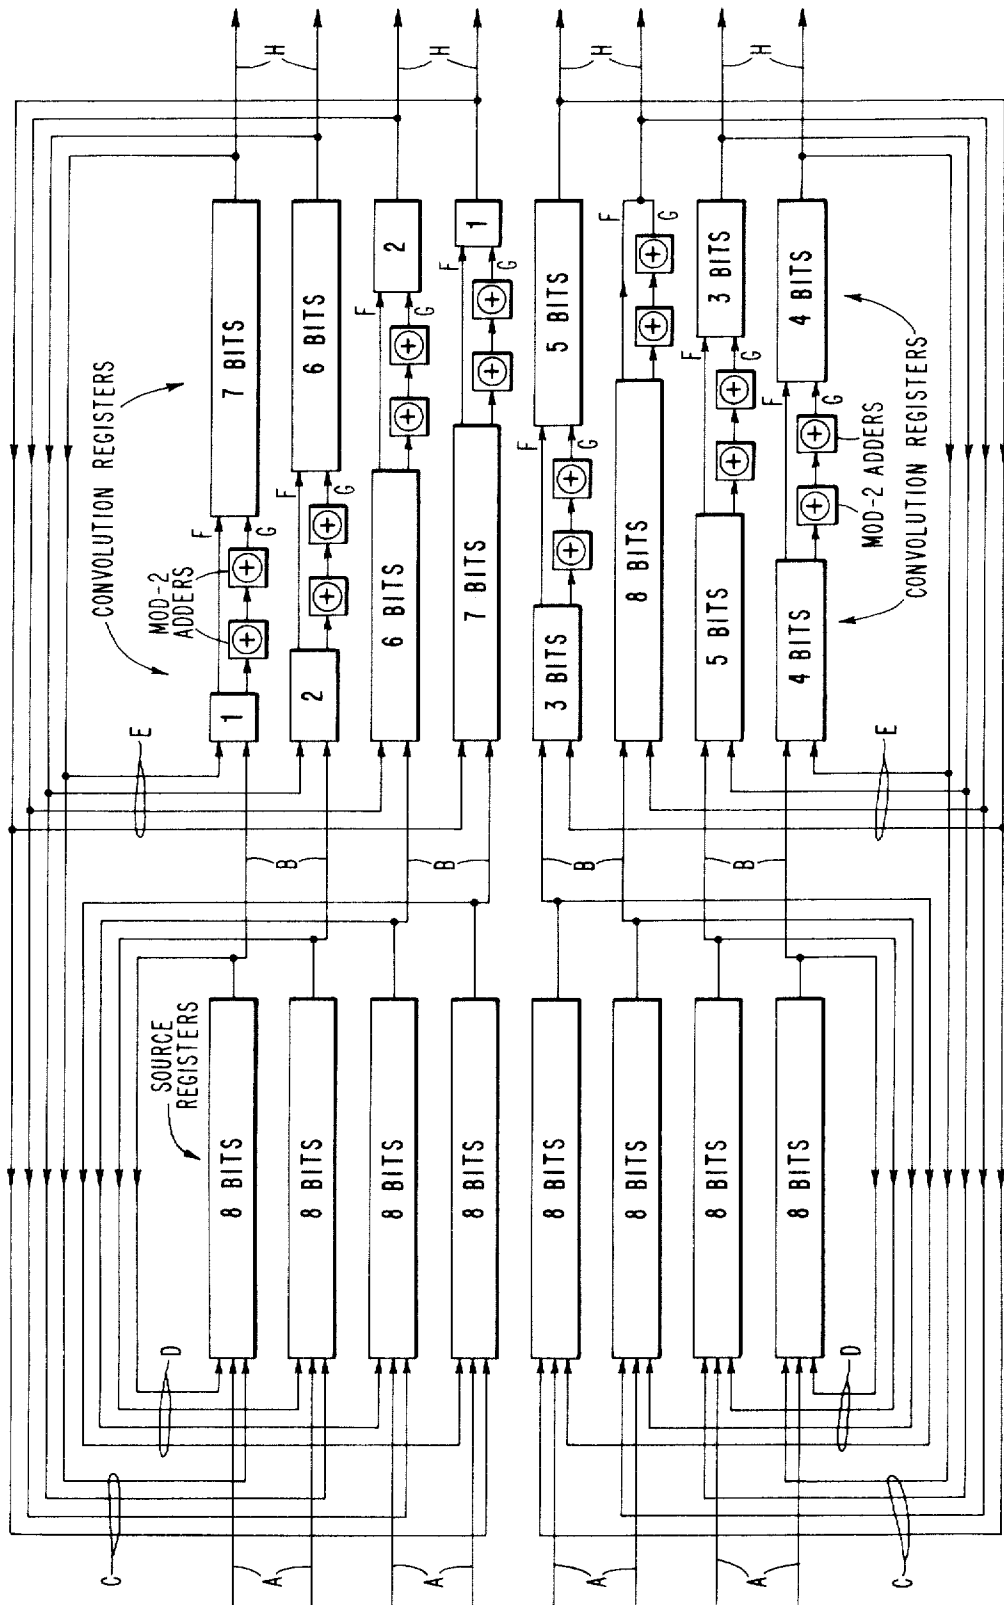 CONVOLUTION REGISTERS
C
D
SOURCE
REGISTERS
E
MOD-2
ADDERS
8 BITS
1
F
G
7 BITS
A
B
H
8 BITS
2
F
G
6 BITS
8 BITS
6 BITS
F
G
2
A
B
H
8 BITS
7 BITS
F
G
1
8 BITS
3 BITS
F
G
5 BITS
A
B
H
8 BITS
8 BITS
F
G
8 BITS
5 BITS
F
G
3 BITS
A
B
H
8 BITS
4 BITS
F
G
4 BITS
D
E
MOD-2 ADDERS
C
CONVOLUTION REGISTERS